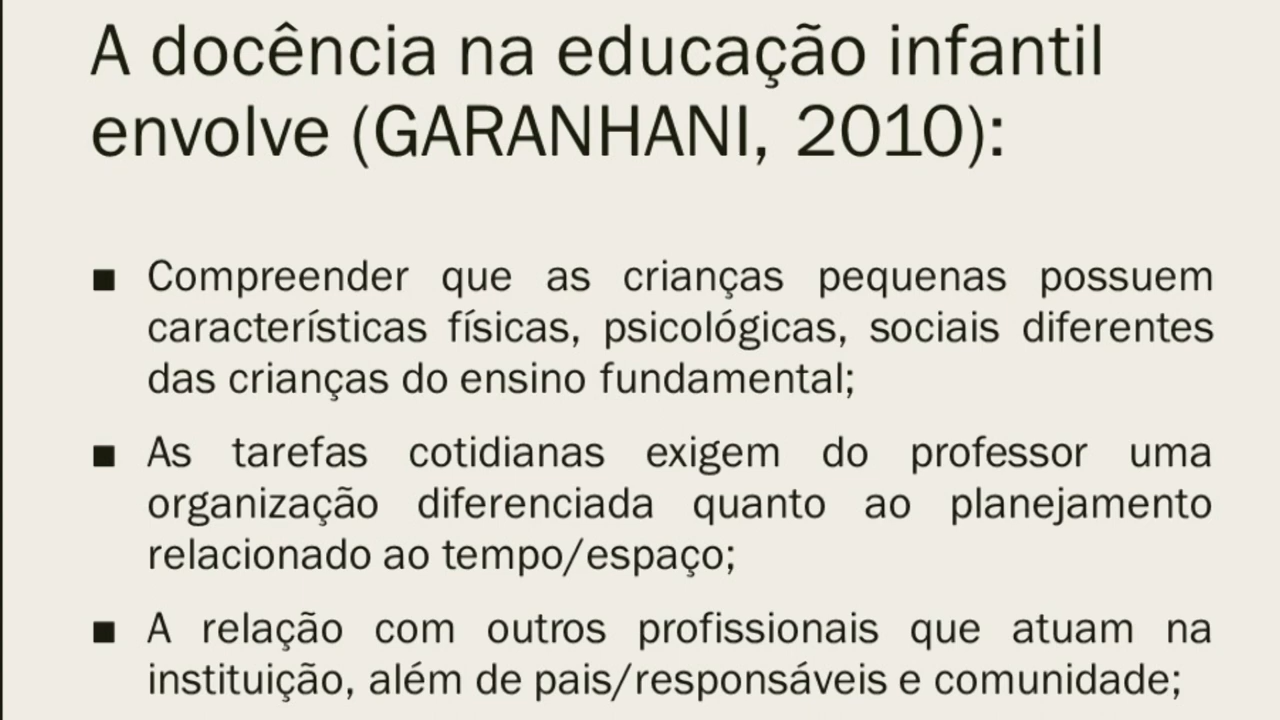 A docência na educação infantil
envolve (GARANHANI, 2010):
▪ Compreender que as crianças pequenas possuem
características físicas, psicológicas, sociais diferentes
das crianças do ensino fundamental;
▪ As tarefas cotidianas exigem do professor uma
organização diferenciada quanto ao planejamento
relacionado ao tempo/espaço;
▪ A relação com outros profissionais que atuam na
instituição, além de pais/responsáveis e comunidade;